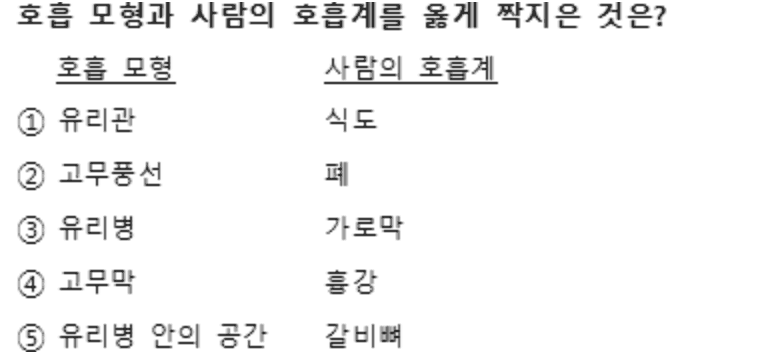 호흡 모형과 사람의 호흡계를 옳게 짝지은 것은?
호흡 모형 사람의 호흡계
① 유리관 식도
② 고무풍선 폐
③ 유리병 가로막
④ 고무막 흉강
⑤ 유리병 안의 공간 갈비뼈